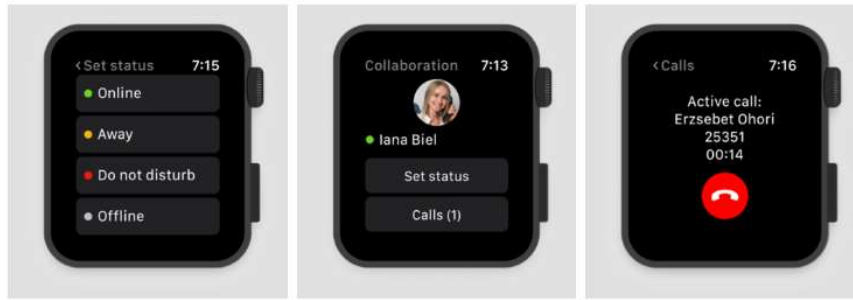 <Set status 7:15
Online
Away
Do not disturb
Offline
Collaboration 7:13
Iana Biel
Set status
Calls (1)
<Calls 7:16
Active call:
Erzsebet Ohori
25351
00:14